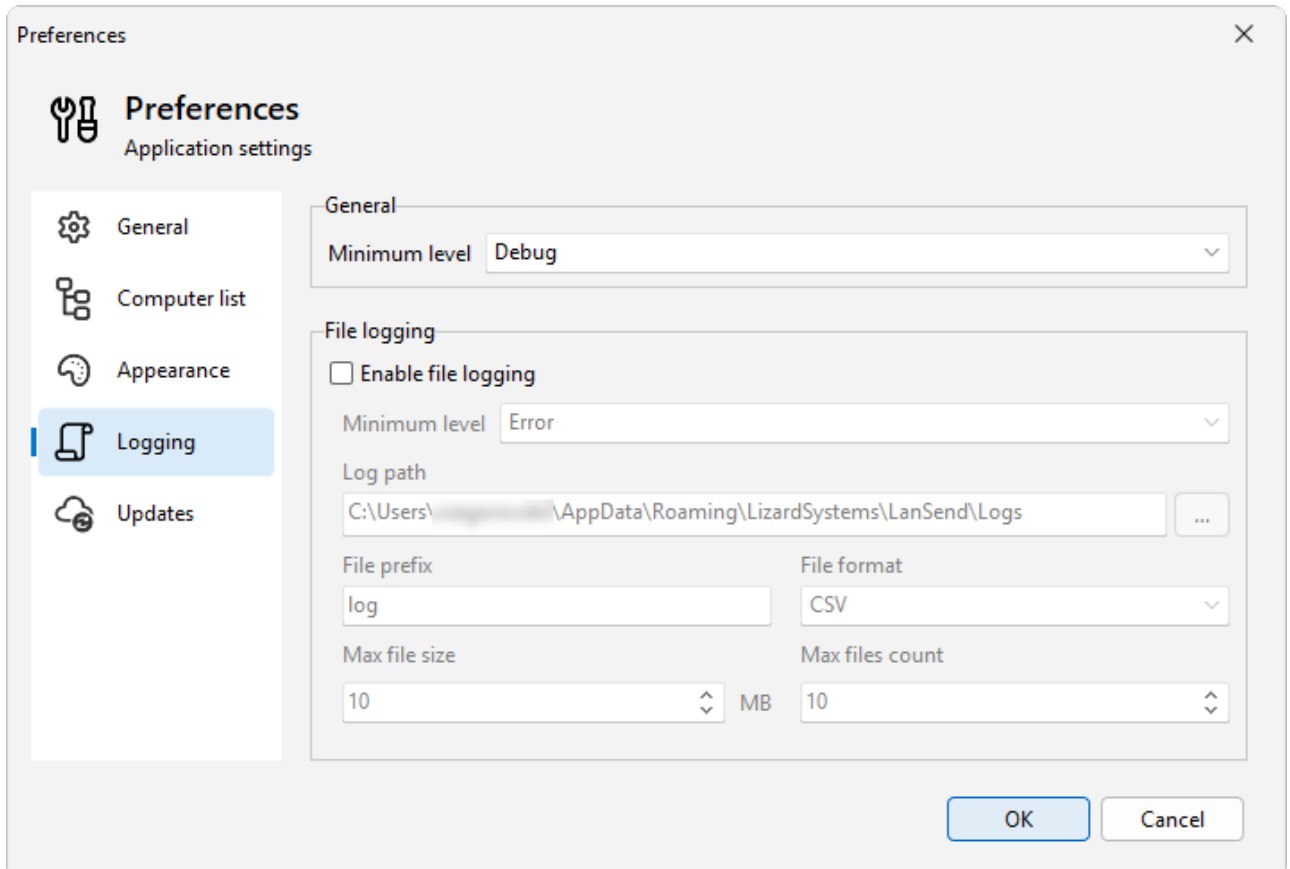 Preferences
Preferences
Application settings
General
Computer list
Appearance
Logging
Updates
General
Minimum level Debug
File logging
Enable file logging
Minimum level Error
Log path
C:\Users\ \AppData\Roaming\LizardSystems\LanSend\Logs ...
File prefix File format
log CSV
Max file size Max files count
10 MB 10
OK Cancel